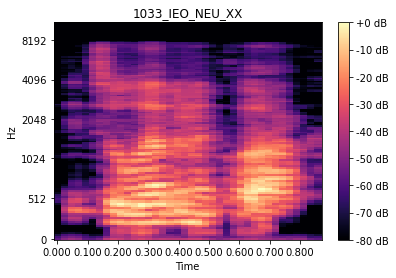 1033_IEO_NEU_XX
Hz
8192
4096
2048
1024
512
0
0.000 0.100 0.200 0.300 0.400 0.500 0.600 0.700 0.800
Time
+0 dB
-10 dB
-20 dB
-30 dB
-40 dB
-50 dB
-60 dB
-70 dB
-80 dB